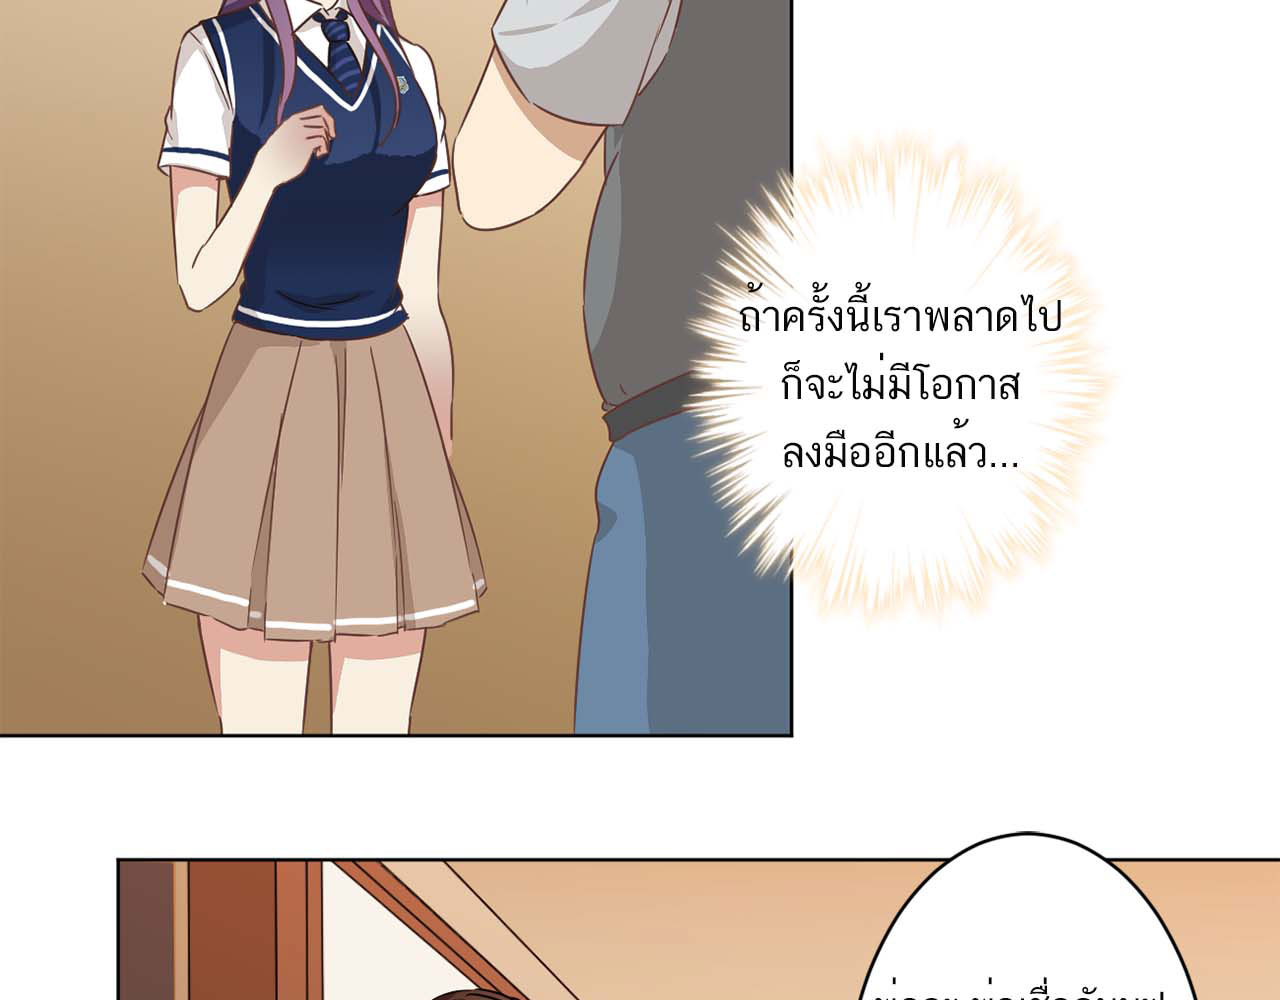 ถ้าครั้งนี้เราพลาดไป
ก็จะไม่มีโอกาส
ลงมืออีกแล้ว...